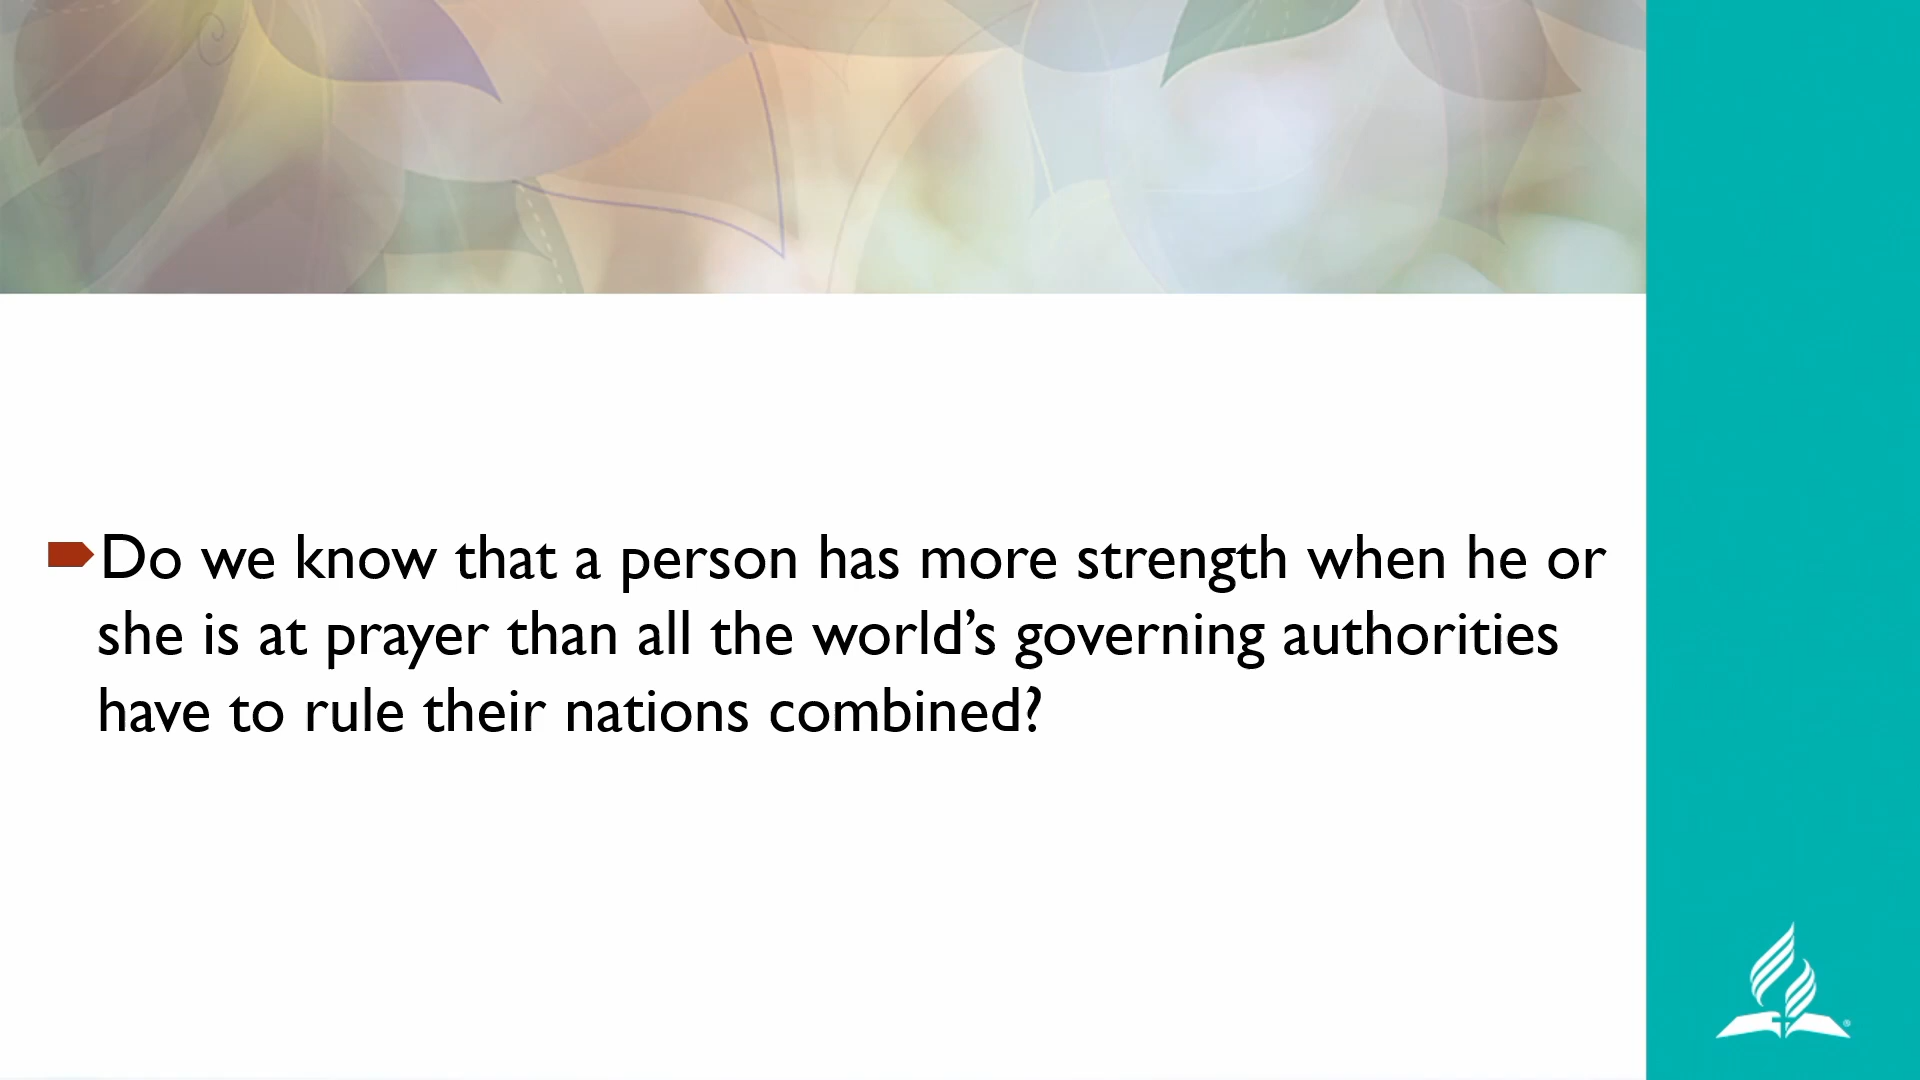 Do we know that a person has more strength when he or
she is at prayer than all the world’s governing authorities
have to rule their nations combined?